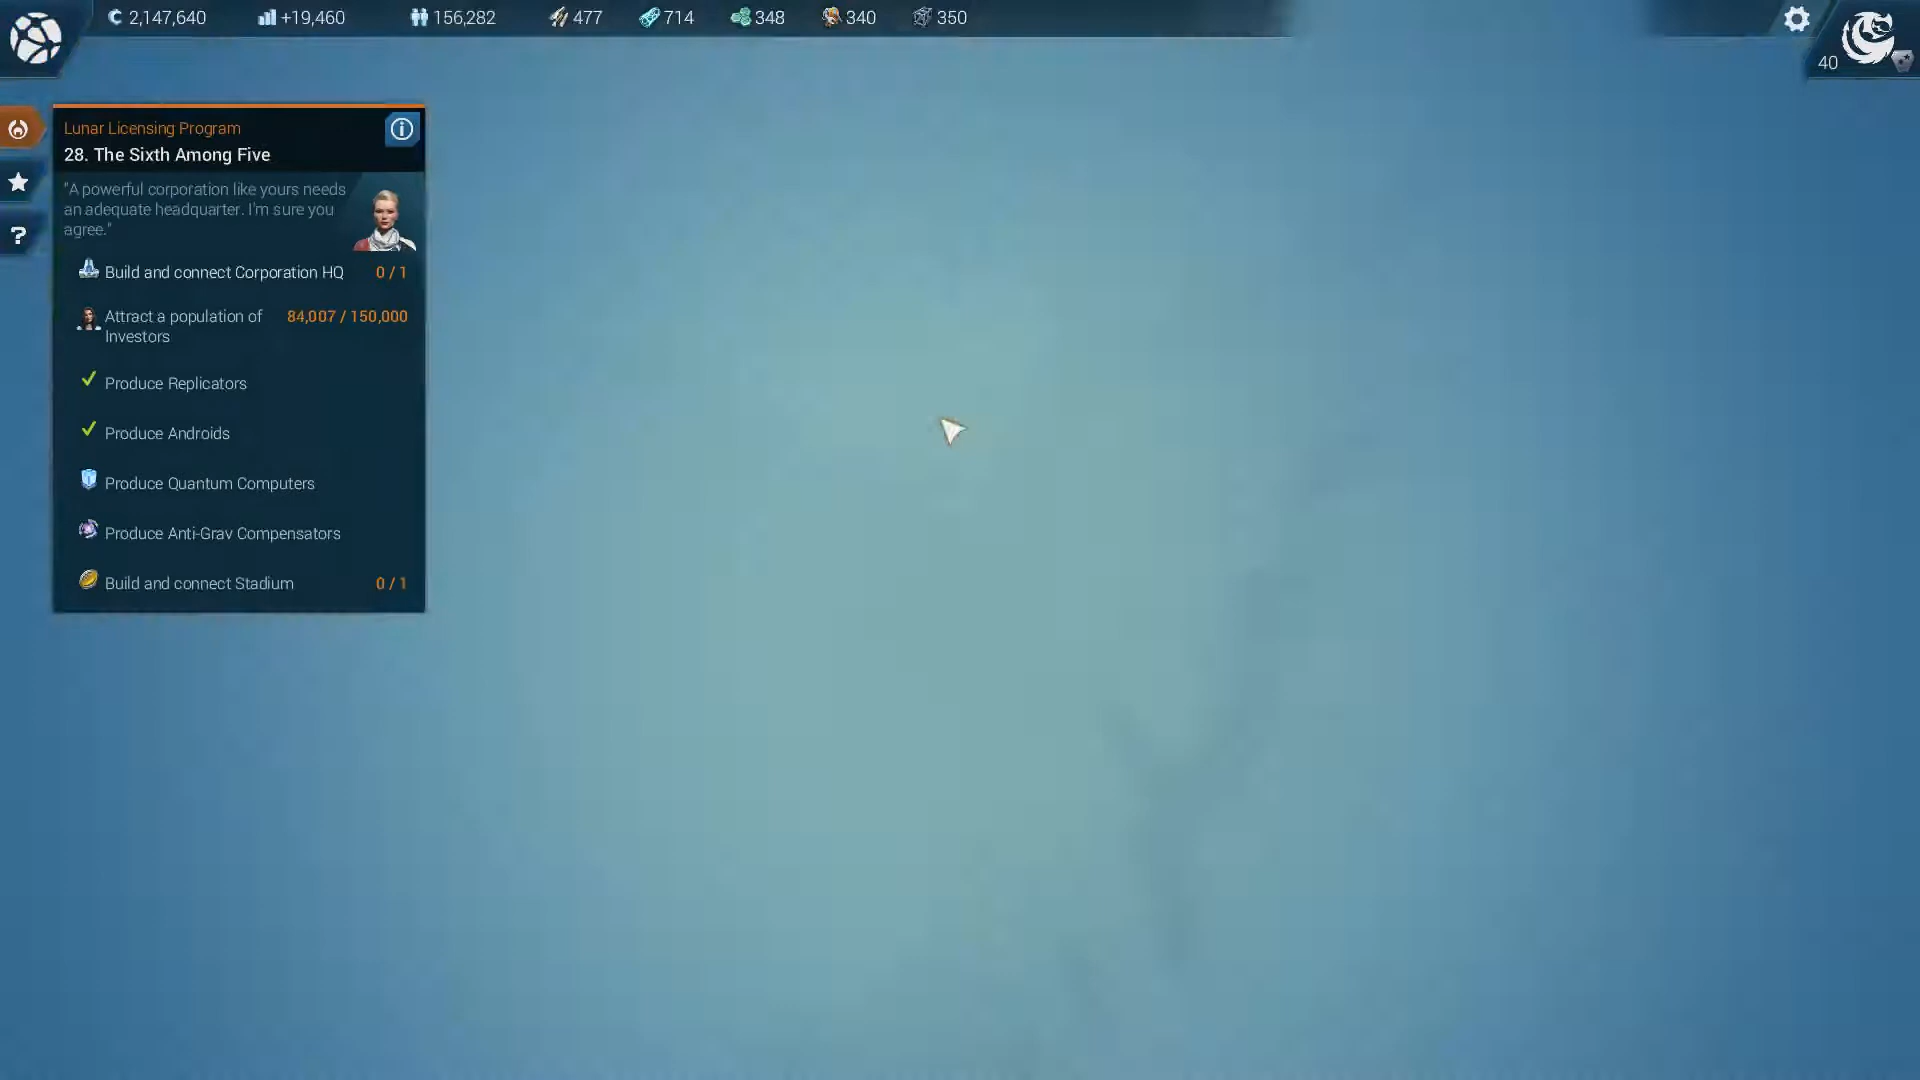 2,147,640 +19,460 156,282 477 714 348 340 350
40
Lunar Licensing Program
28. The Sixth Among Five
"A powerful corporation like yours needs
an adequate headquarter. I'm sure you
agree."
Build and connect Corporation HQ 0 / 1
Attract a population of 84,007 / 150,000
Investors
Produce Replicators
Produce Androids
Produce Quantum Computers
Produce Anti-Grav Compensators
Build and connect Stadium 0 / 1
?